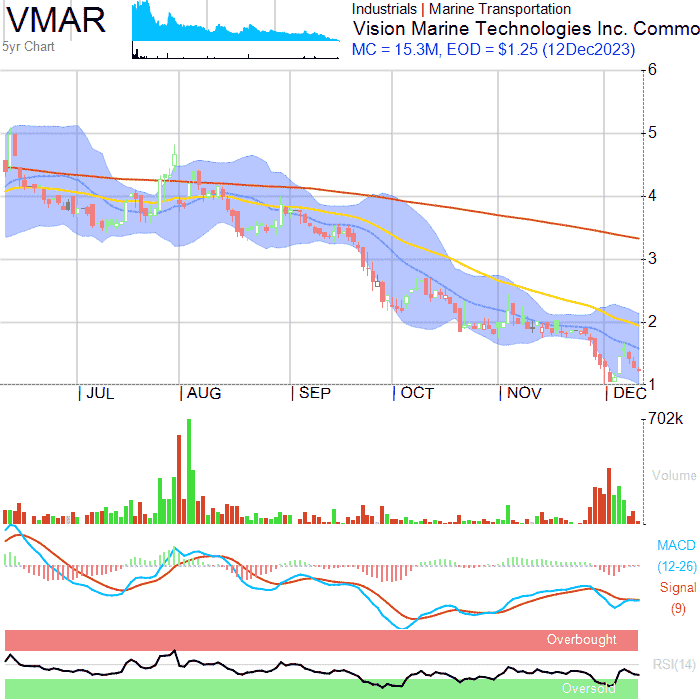 VMAR
5yr Chart
Industrials | Marine Transportation
Vision Marine Technologies Inc. Commo
MC = 15.3M, EOD = $1.25 (12Dec2023)
6
5
4
3
2
1
JUL
AUG
SEP
OCT
NOV
DEC
702k
Volume
MACD
(12-26)
Signal
(9)
Overbought
RSI(14)
Oversold